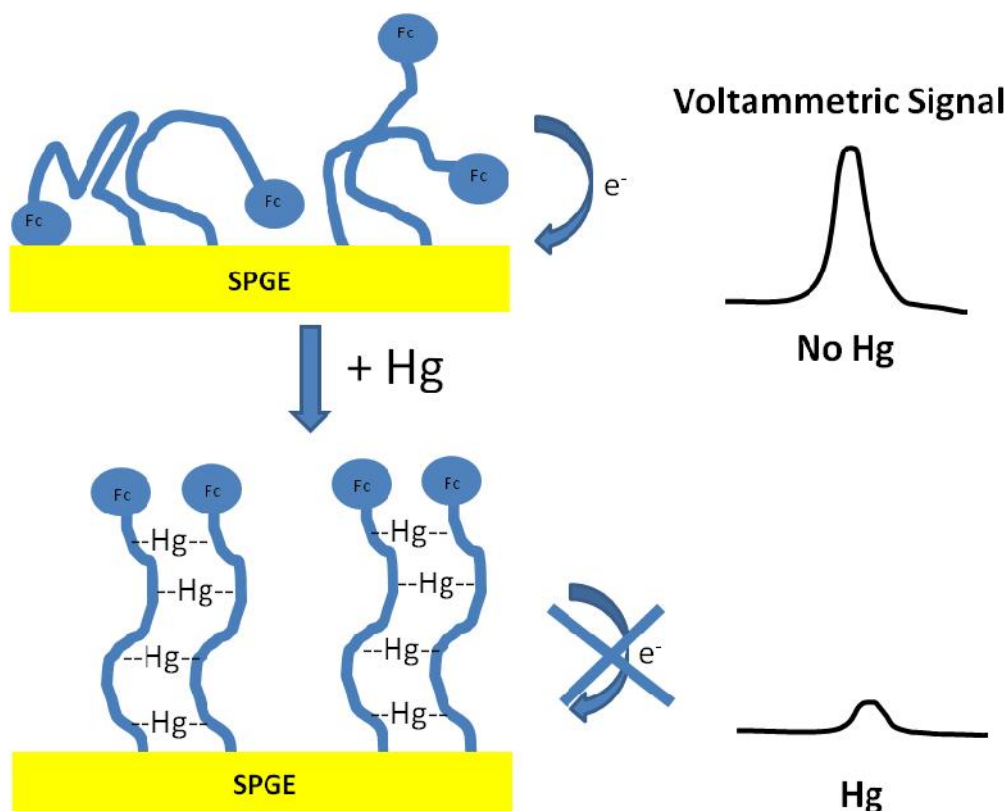 Fc
Voltammetric Signal
Fc
Fc
Fc
e-
SPGE
No Hg
+ Hg
Fc Fc Fc Fc
--Hg-- --Hg--
--Hg-- --Hg--
--Hg-- --Hg--
e-
--Hg-- --Hg--
SPGE
Hg